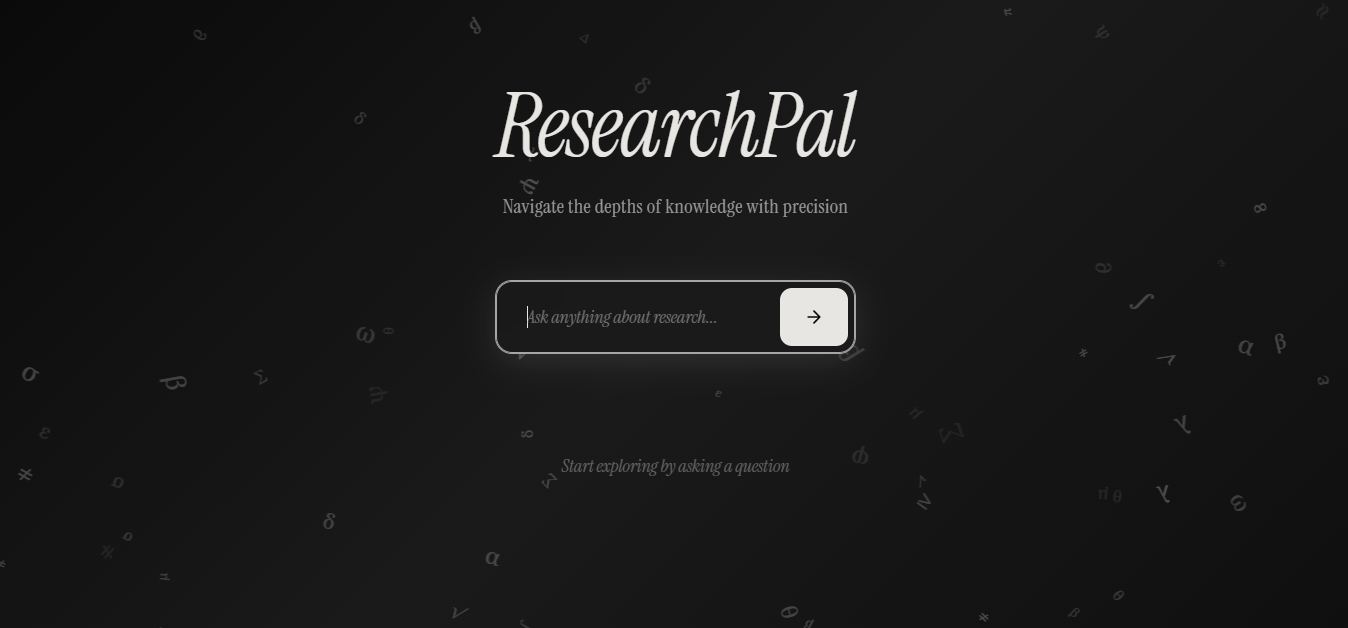 ResearchPal
Navigate the depths of knowledge with precision
Ask anything about research...
Start exploring by asking a question